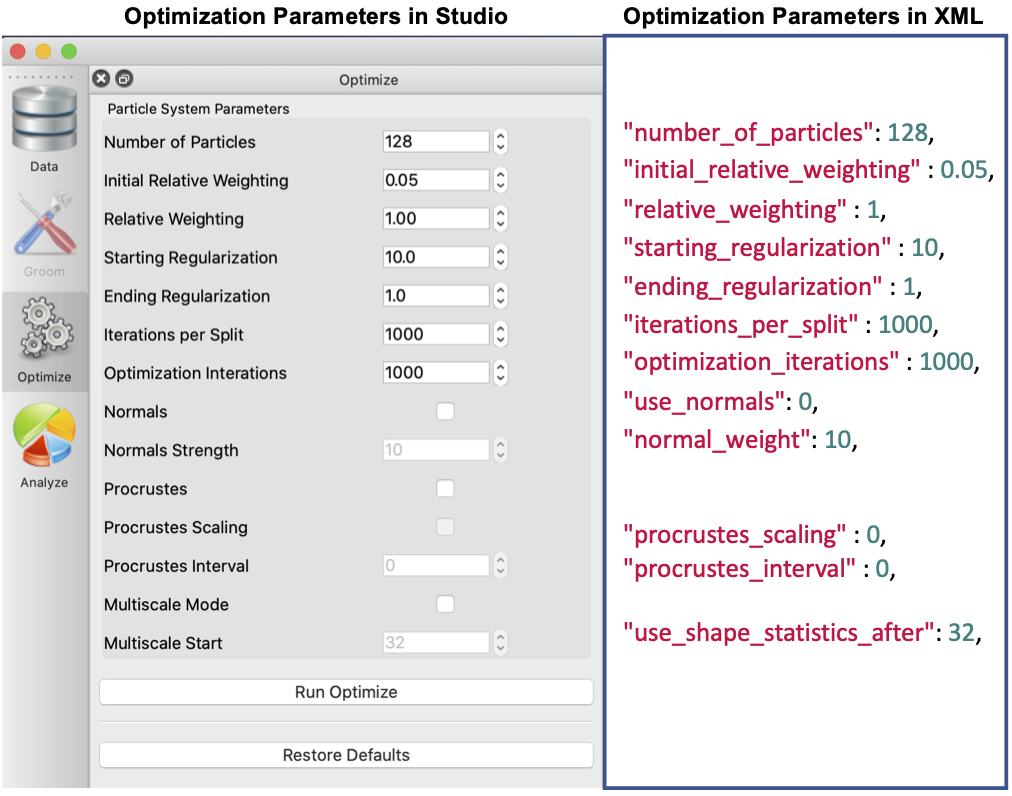 Optimization Parameters in Studio
Optimization Parameters in XML
Optimize
Data
Groom
Optimize
Analyze
Particle System Parameters
Number of Particles 128
Initial Relative Weighting 0.05
Relative Weighting 1.00
Starting Regularization 10.0
Ending Regularization 1.0
Iterations per Split 1000
Optimization Interations 1000
Normals
Normals Strength 10
Procrustes
Procrustes Scaling
Procrustes Interval 0
Multiscale Mode
Multiscale Start 32
Run Optimize
Restore Defaults
"number_of_particles": 128,
"initial_relative_weighting" : 0.05,
"relative_weighting" : 1,
"starting_regularization" : 10,
"ending_regularization" : 1,
"iterations_per_split" : 1000,
"optimization_iterations" : 1000,
"use_normals": 0,
"normal_weight": 10,
"procrustes_scaling" : 0,
"procrustes_interval" : 0,
"use_shape_statistics_after": 32,